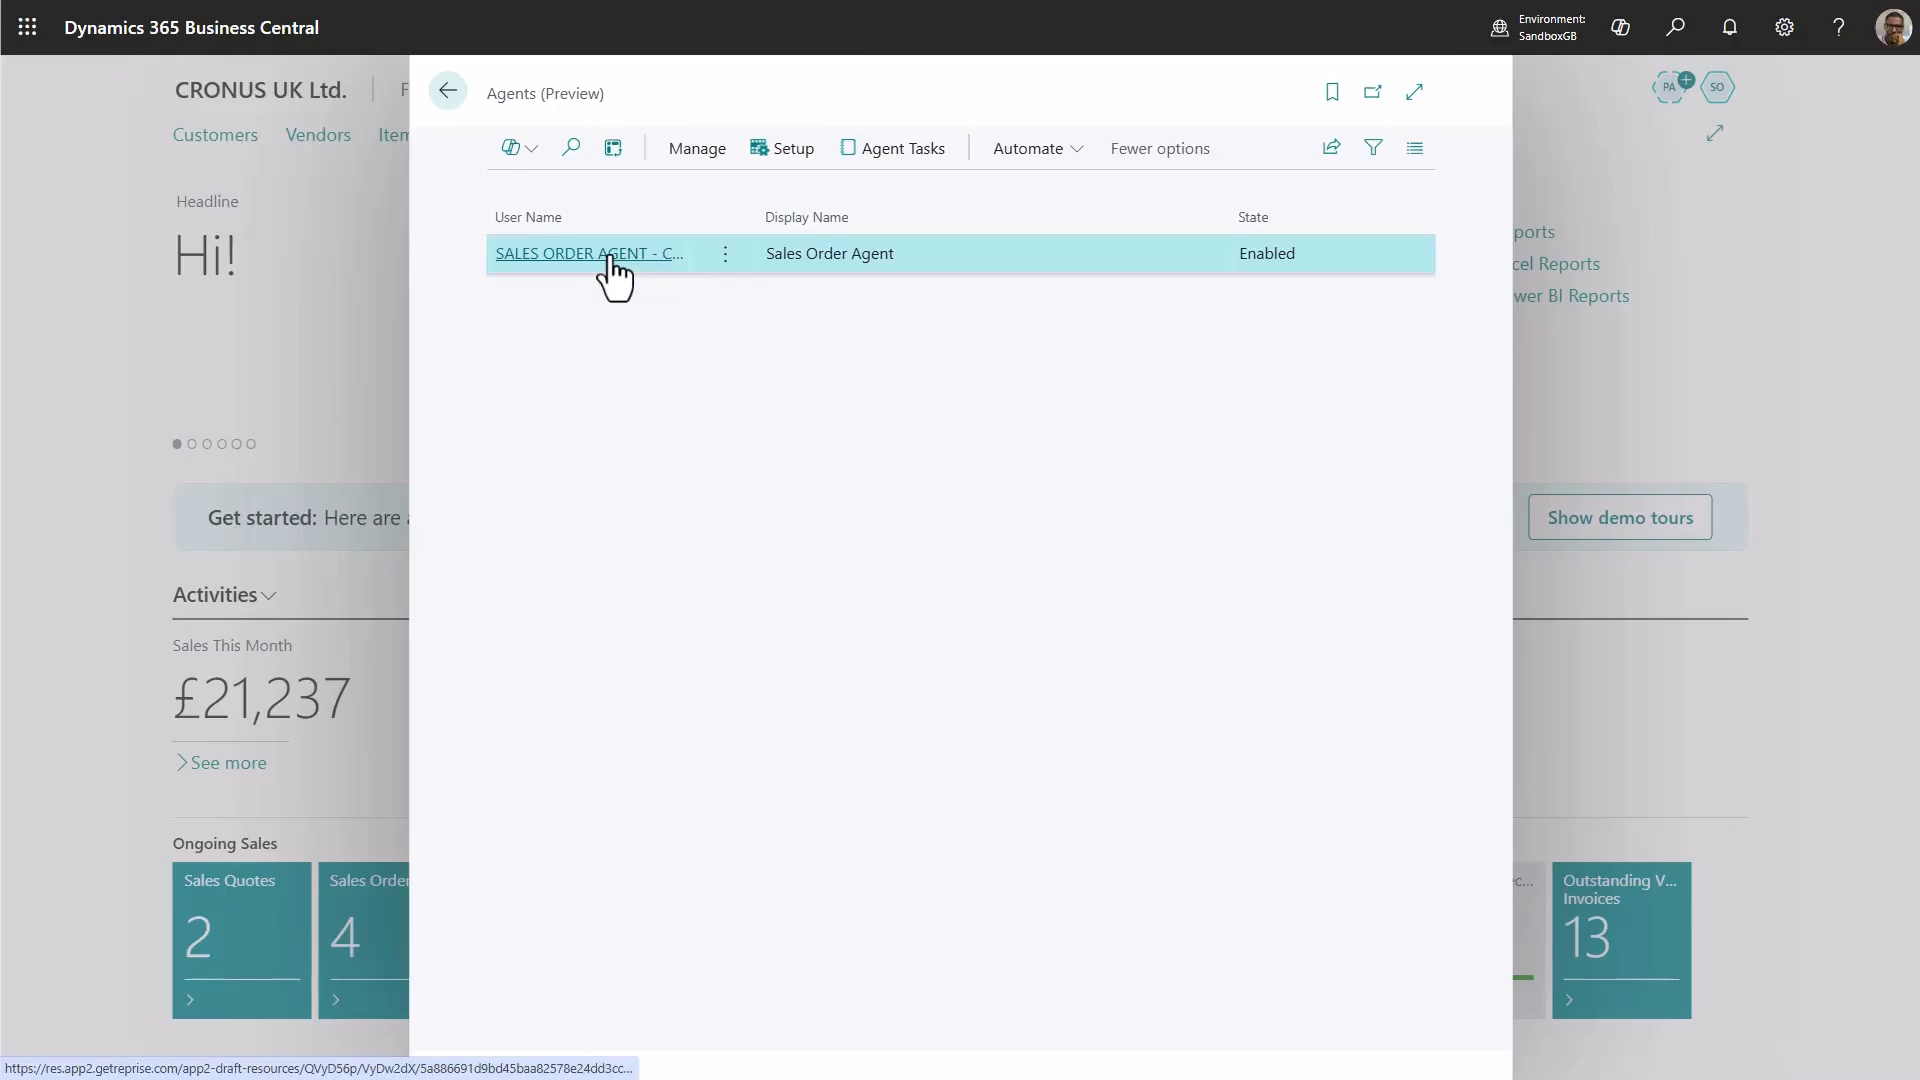 Dynamics 365 Business Central
Environment:
SandboxGB
CRONUS UK Ltd.
F
Customers Vendors Item
Headline
Hi!
Get started: Here are a
Activities
Sales This Month
£21,237
See more
Ongoing Sales
Sales Quotes
2
Sales Order
4
Agents (Preview)
Manage Setup Agent Tasks Automate Fewer options
User Name Display Name State
SALES ORDER AGENT - C... Sales Order Agent Enabled
PA SO
ports
cel Reports
wer BI Reports
Show demo tours
ec...
Outstanding V...
Invoices
13
https://res.app2.getreprise.com/app2-draft-resources/QVyD56p/VyDw2dX/5a886691d9bd45baa82578e24dd3cc...